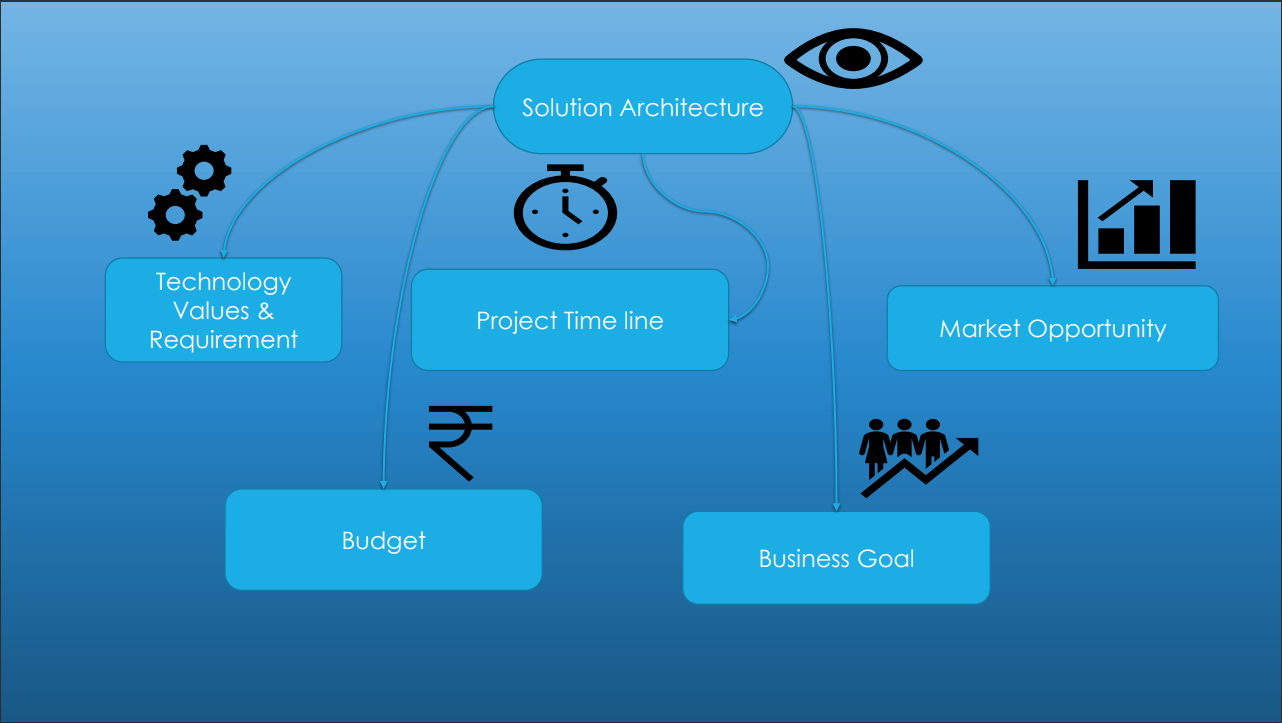 Solution Architecture
Technology
Values &
Requirement
Project Time line
Market Opportunity
Budget
Business Goal